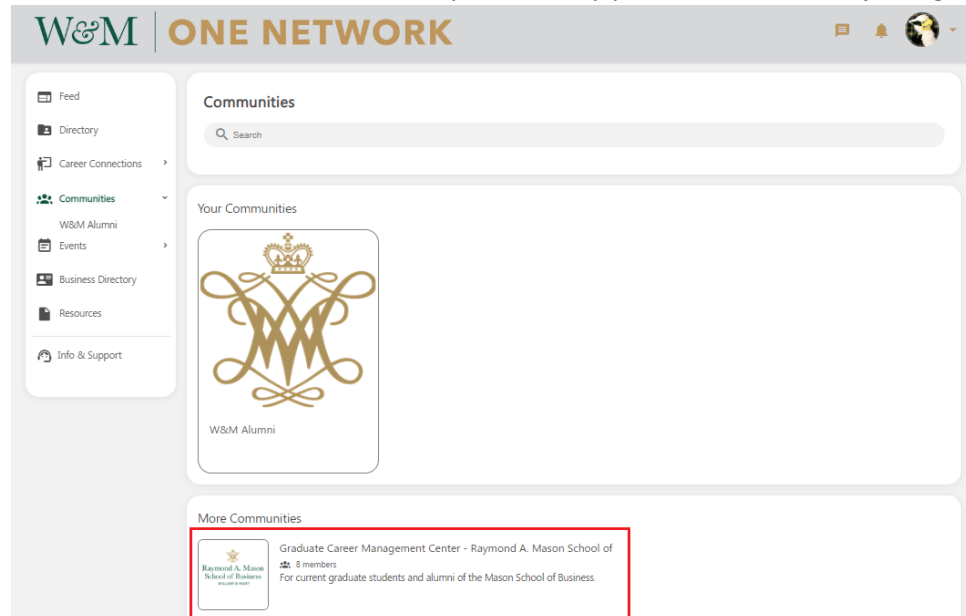 W&M | ONE NETWORK
Feed
Directory
Career Connections
Communities
W&M Alumni
Events
Business Directory
Resources
Info & Support
Communities
Search
Your Communities
W&M Alumni
More Communities
Raymond A. Mason
School of Business
WILLIAM & MARY
Graduate Career Management Center - Raymond A. Mason School of
8 members
For current graduate students and alumni of the Mason School of Business.